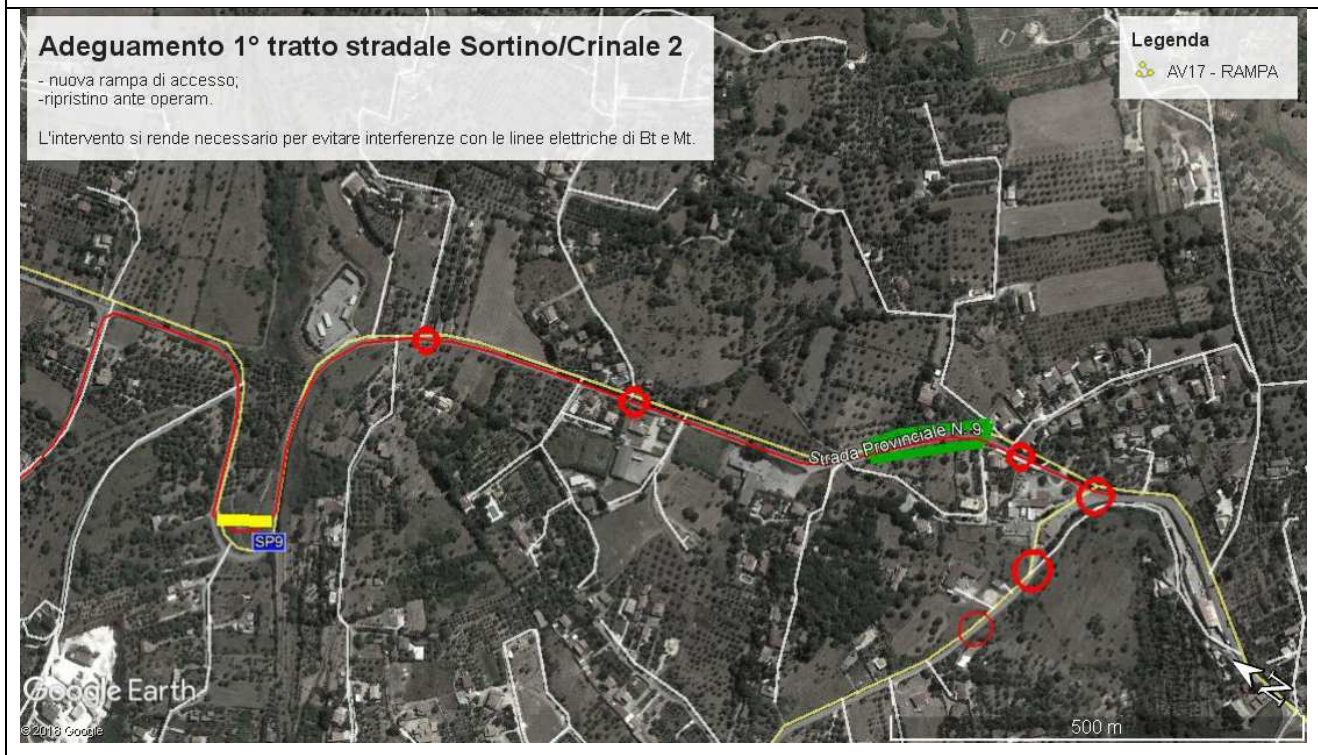 Adeguamento 1° tratto stradale Sortino/Crinale 2
- nuova rampa di accesso;
-ripristino ante operam.
L'intervento si rende necessario per evitare interferenze con le linee elettriche di Bt e Mt.
Legenda
AV17 - RAMPA
Strada Provinciale N. 9
SP9
Google Earth
© 2018 Google
500 m
N